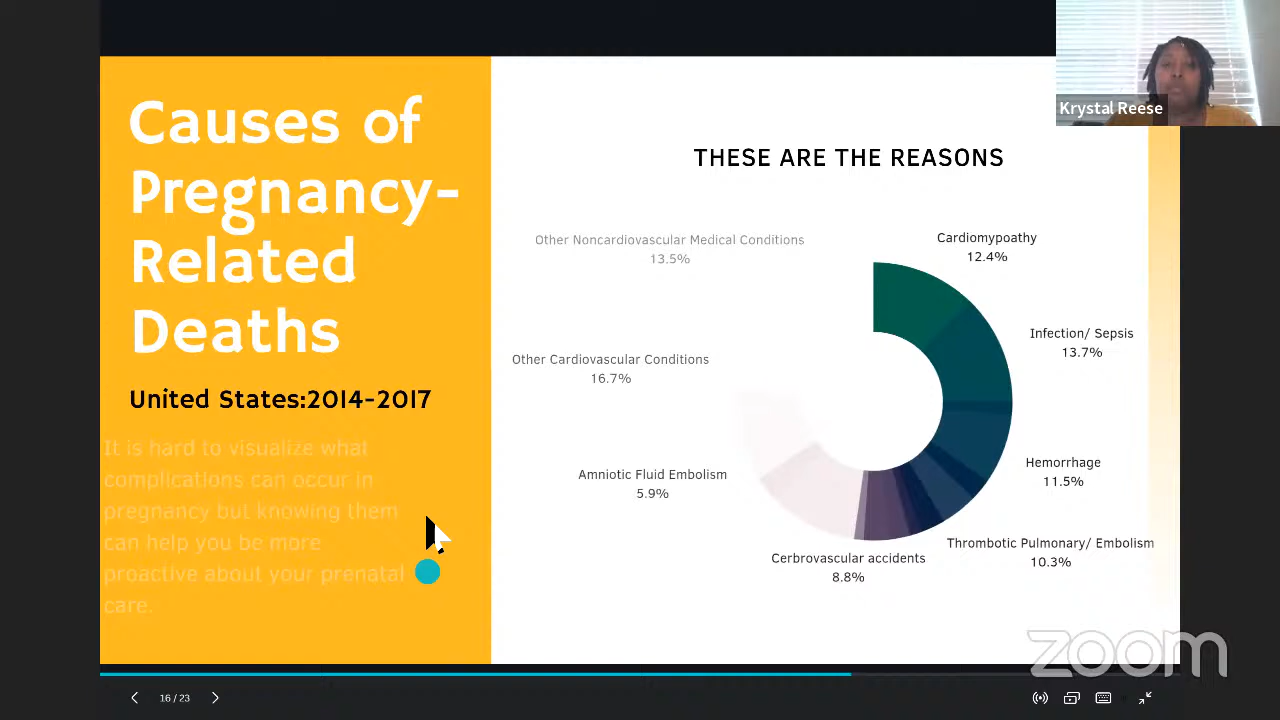 Causes of
Pregnancy-
Related
Deaths
United States:2014-2017
It is hard to visualize what
complications can occur in
pregnancy but knowing them
can help you be more
proactive about your prenatal
care.
THESE ARE THE REASONS
Other Noncardiovascular Medical Conditions
13.5%
Cardiomypoathy
12.4%
Infection/ Sepsis
13.7%
Other Cardiovascular Conditions
16.7%
Hemorrhage
11.5%
Amniotic Fluid Embolism
5.9%
Thrombotic Pulmonary/ Embolism
10.3%
Cerbrovascular accidents
8.8%
Krystal Reese
zoom
16 / 23